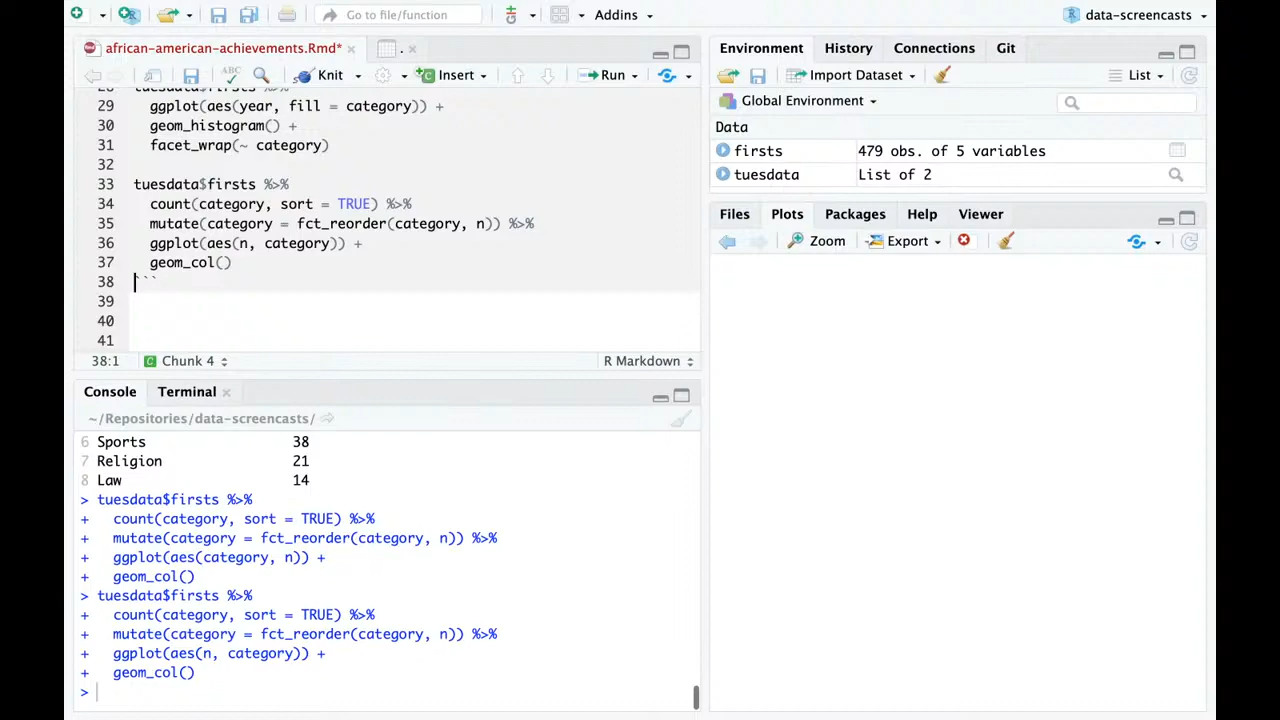 Go to file/function
Addins
data-screencasts
african-american-achievements.Rmd*
.
Knit
Insert
Run
29 ggplot(aes(year, fill = category)) +
30 geom_histogram() +
31 facet_wrap(~ category)
32
33 tuesdata$firsts %>%
34 count(category, sort = TRUE) %>%
35 mutate(category = fct_reorder(category, n)) %>%
36 ggplot(aes(n, category)) +
37 geom_col()
38 ```
39
40
41
38:1 Chunk 4 R Markdown
Console Terminal
~/Repositories/data-screencasts/
6 Sports 38
7 Religion 21
8 Law 14
> tuesdata$firsts %>%
+ count(category, sort = TRUE) %>%
+ mutate(category = fct_reorder(category, n)) %>%
+ ggplot(aes(category, n)) +
+ geom_col()
> tuesdata$firsts %>%
+ count(category, sort = TRUE) %>%
+ mutate(category = fct_reorder(category, n)) %>%
+ ggplot(aes(n, category)) +
+ geom_col()
>
Environment History Connections Git
Import Dataset List
Global Environment
Data
firsts 479 obs. of 5 variables
tuesdata List of 2
Files Plots Packages Help Viewer
Zoom Export